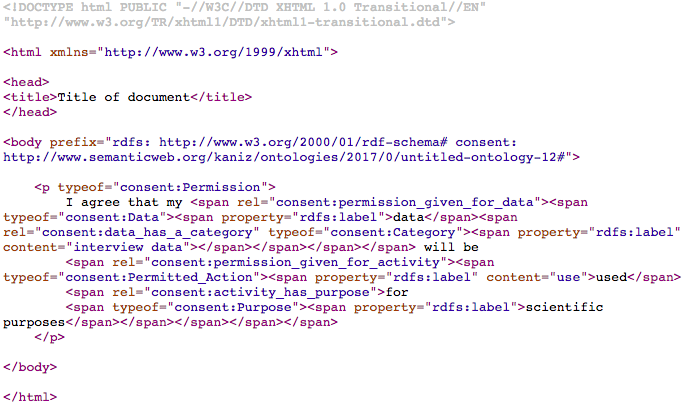 <!DOCTYPE html PUBLIC "-//W3C//DTD XHTML 1.0 Transitional//EN"
"http://www.w3.org/TR/xhtml1/DTD/xhtml1-transitional.dtd">
<html xmlns="http://www.w3.org/1999/xhtml">
<head>
<title>Title of document</title>
</head>
<body prefix="rdfs: http://www.w3.org/2000/01/rdf-schema# consent:
http://www.semanticweb.org/kaniz/ontologies/2017/0/untitled-ontology-12#">
<p typeof="consent:Permission">
I agree that my <span rel="consent:permission_given_for_data"><span
typeof="consent:Data"><span property="rdfs:label">data</span><span
rel="consent:data_has_a_category" typeof="consent:Category"><span property="rdfs:label"
content="interview data"></span></span></span></span> will be
<span rel="consent:permission_given_for_activity"><span
typeof="consent:Permitted_Action"><span property="rdfs:label" content="use">used</span>
<span rel="consent:activity_has_purpose">for
<span typeof="consent:Purpose"><span property="rdfs:label">scientific
purposes</span></span></span></span></span>
</p>
</body>
</html>